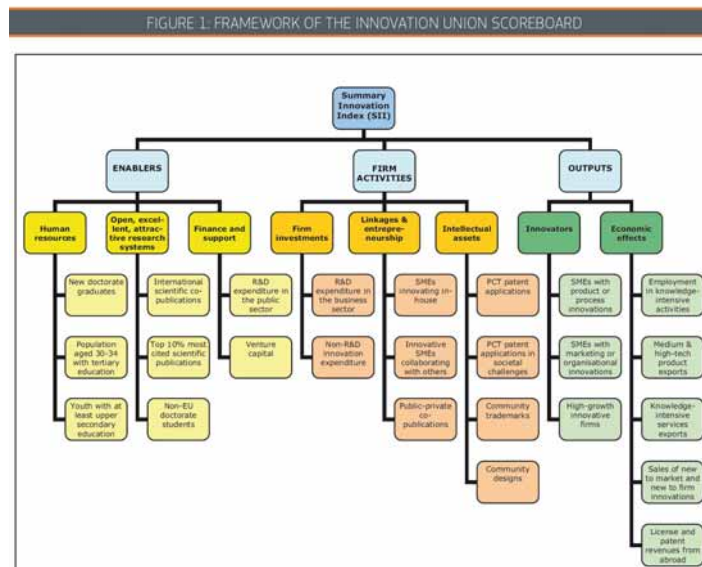 FIGURE 1: FRAMEWORK OF THE INNOVATION UNION SCOREBOARD
Summary
Innovation
Index (SII)
ENABLERS
FIRM
ACTIVITIES
OUTPUTS
Human
resources
Open, excel-
lent, attrac-
tive research
systems
Finance and
support
Firm
investments
Linkages &
entrepre-
neurship
Intellectual
assets
Innovators
Economic
effects
New doctorate
graduates
International
scientific co-
publications
R&D
expenditure in
the public
sector
R&D
expenditure in
the business
sector
SMEs
innovating in-
house
PCT patent
applications
SMEs with
product or
process
innovations
Employment
in knowledge-
intensive
activities
Population
aged 30-34
with tertiary
education
Top 10% most
cited scientific
publications
Venture
capital
Non-R&D
innovation
expenditure
Innovative
SMEs
collaborating
with others
PCT patent
applications in
societal
challenges
SMEs with
marketing or
organisational
innovations
Medium &
high-tech
product
exports
Youth with at
least upper
secondary
education
Non-EU
doctorate
students
Public-private
co-
publications
Community
trademarks
High-growth
innovative
firms
Knowledge-
intensive
services
exports
Community
designs
Sales of new
to market and
new to firm
innovations
License and
patent
revenues from
abroad